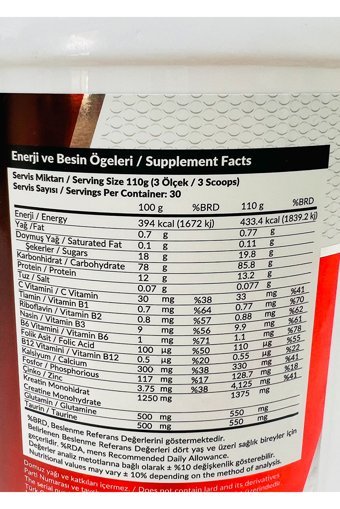 Enerji ve Besin Ögeleri / Supplement Facts
Servis Miktarı / Serving Size 110g (3 Ölçek / 3 Scoops)
Servis Sayısı / Servings Per Container: 30
100 g %BRD 110 g %BRD
Enerji / Energy 394 kcal (1672 kj) 433.4 kcal (1839.2 kj)
Yağ /Fat 0.7 g 0.77 g
Doymuş Yağ / Saturated Fat 0.1 g 0.11 g
Şekerler / Sugars 18 g 19.8 g
Karbonhidrat / Carbohydrate 78 g 85.8 g
Protein / Protein 12 g 13.2 g
Tuz / Salt 0.07 g 0.077 g
C Vitamini / C Vitamin 30 mg %38 33 mg %41
Tiamin / Vitamin B1 0.7 mg %64 0.77 mg %70
Riboflavin / Vitamin B2 0.8 mg %57 0.88 mg %62
Niasin / Vitamin B3 9 mg %56 9.9 mg %61
B6 Vitamini / Vitamin B6 1 mg %71 1.1 mg %78
Folik Asit / Folic Acid 100 µg %50 110 µg %55
B12 Vitamini / Vitamin B12 0.5 µg %20 0.55 µg %22
Kalsiyum / Calcium 300 mg %38 330 mg %41
Fosfor / Phosphorious 117 mg %17 128.7 mg %18
Çinko / Zinc 3.75 mg %38 4,125 mg %41
Kreatin Monohidrat
Creatine Monohydrate 1250 mg 1375 mg
Glutamin / Glutamine 500 mg 550 mg
Taurin / Taurine 500 mg 550 mg
%BRD, Beslenme Referans Değerlerini göstermektedir.
Belirlenen Beslenme Referans Değerleri dört yaş ve üzeri sağlık bireyler için
geçerlidir. %RDA, means Recommended Daily Allowance.
Değerler analiz metotlarına bağlı olarak ± %10 değişkenlik gösterebilir.
Nutritional values may vary ± 10% depending on the method of analysis.
Domuz yağı ve katkıları içermez. / Does not contain lard and its derivatives
Parti Numarası ve
The serial